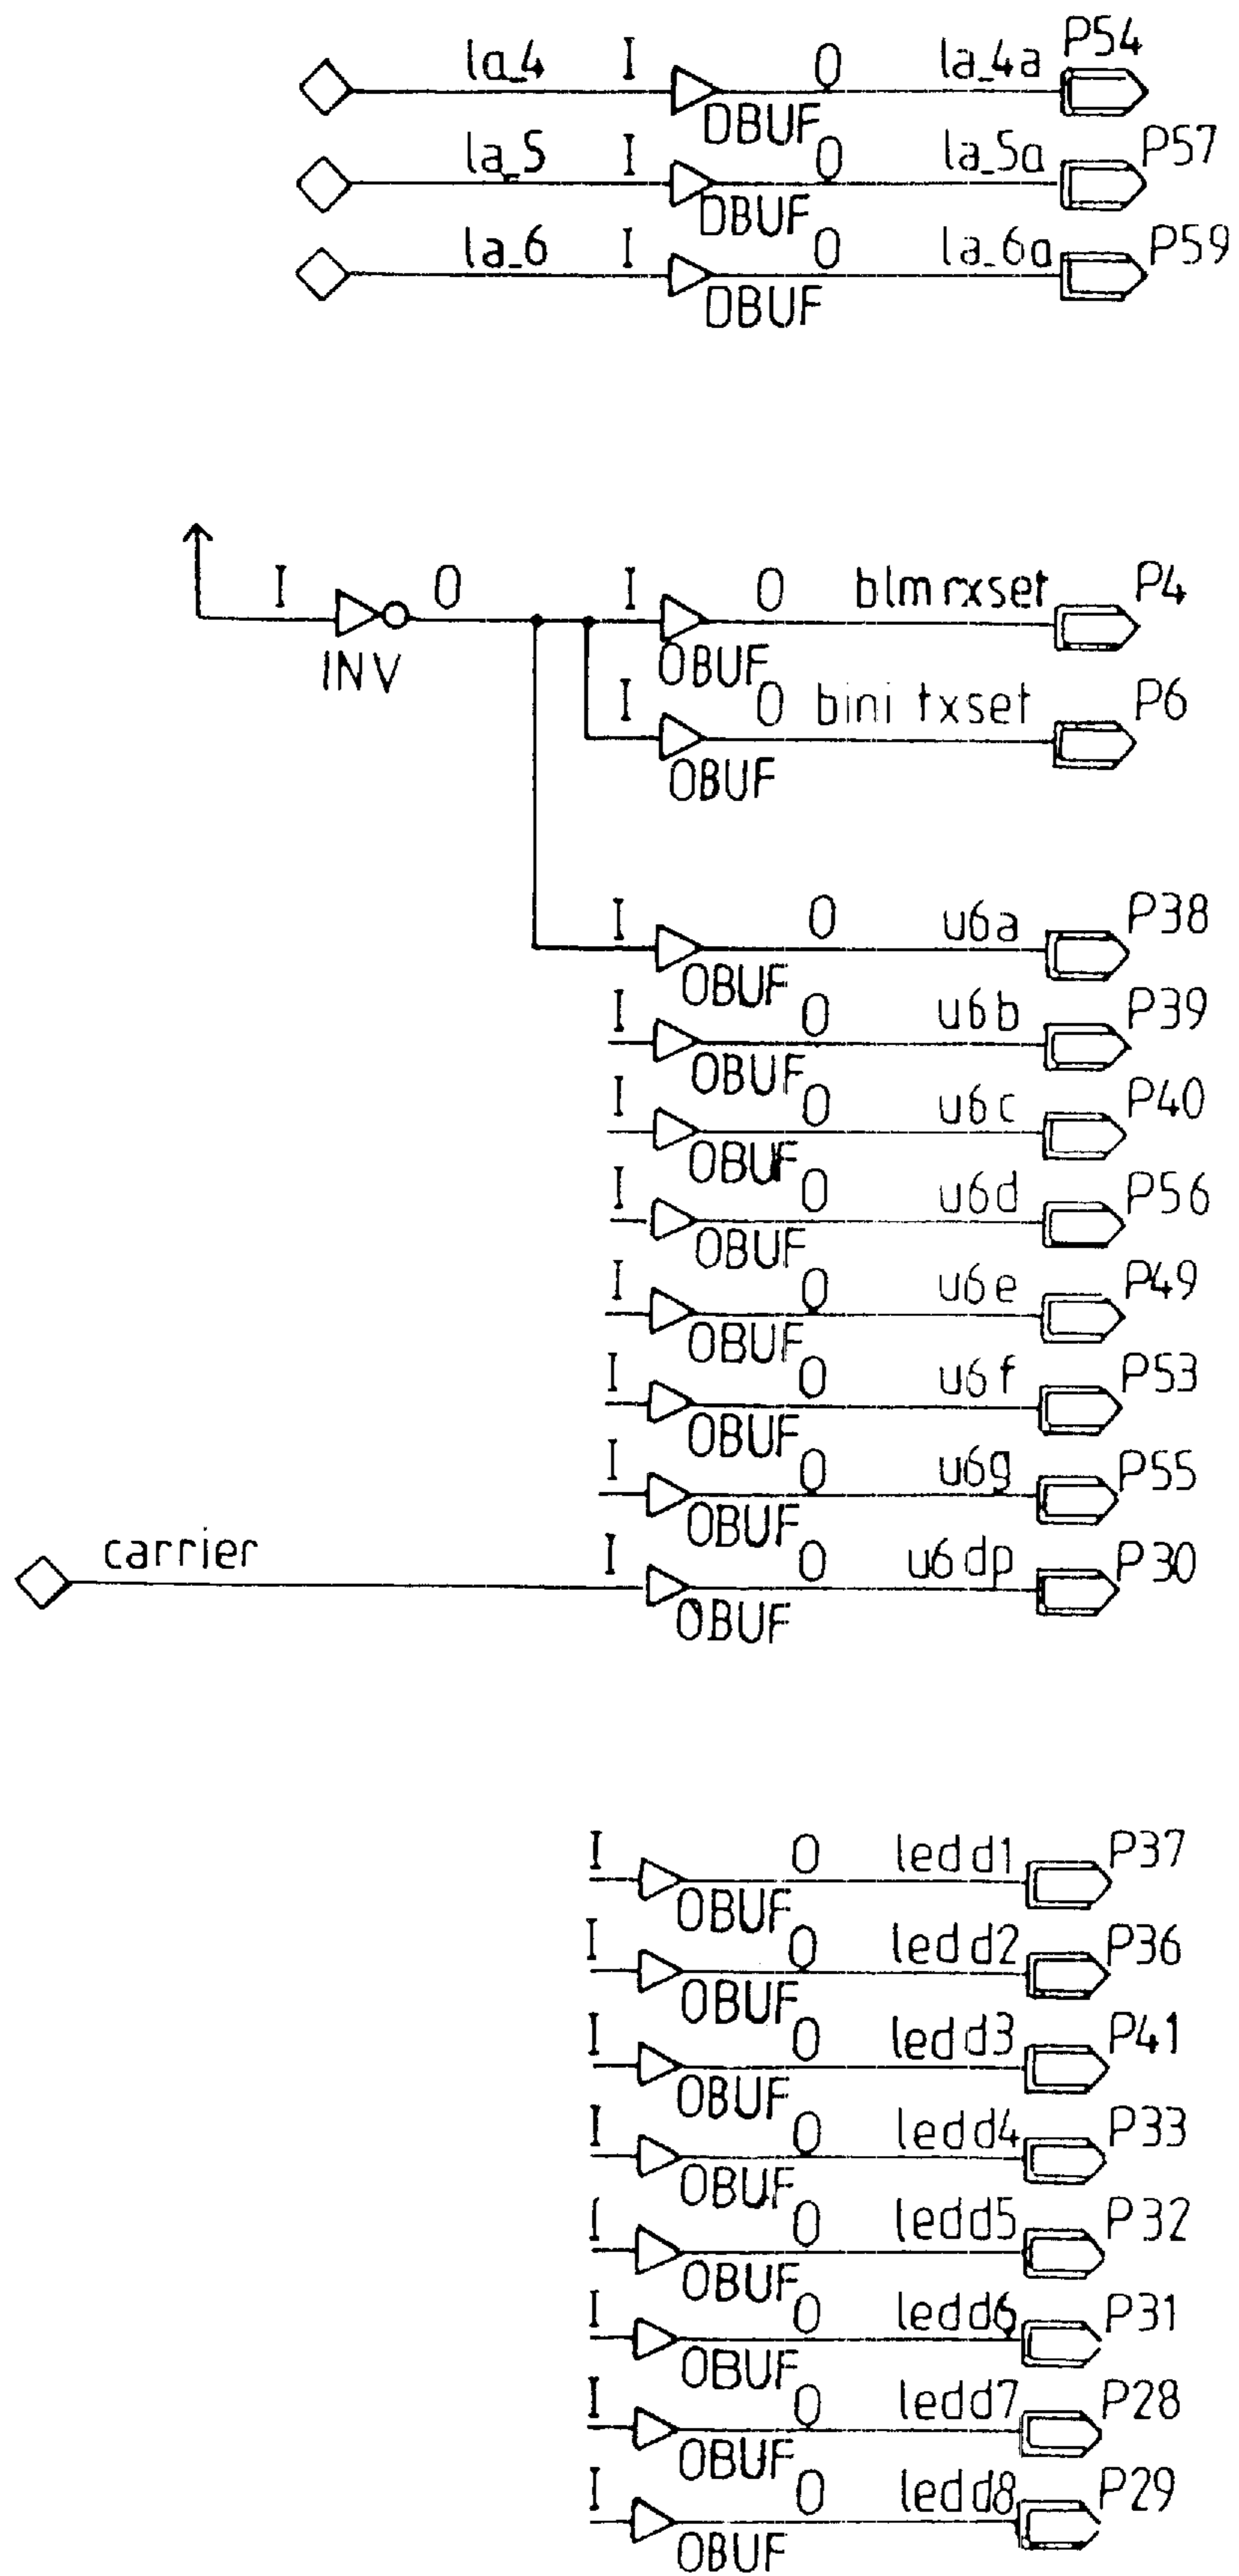 la_4 I O la_4a P54
DBUF
la_5 I O la_5a P57
DBUF
la_6 I O la_6a P59
DBUF
I O I O blmrxset P4
INV OBUF
I O bini txset P6
OBUF
I O u6a P38
OBUF
I O u6b P39
OBUF
I O u6c P40
OBUF
I O u6d P56
OBUF
I O u6e P49
OBUF
I O u6f P53
OBUF
I O u6g P55
OBUF
carrier I O u6dp P30
OBUF
I O ledd1 P37
OBUF
I O ledd2 P36
OBUF
I O ledd3 P41
OBUF
I O ledd4 P33
OBUF
I O ledd5 P32
OBUF
I O ledd6 P31
OBUF
I O ledd7 P28
OBUF
I O ledd8 P29
OBUF